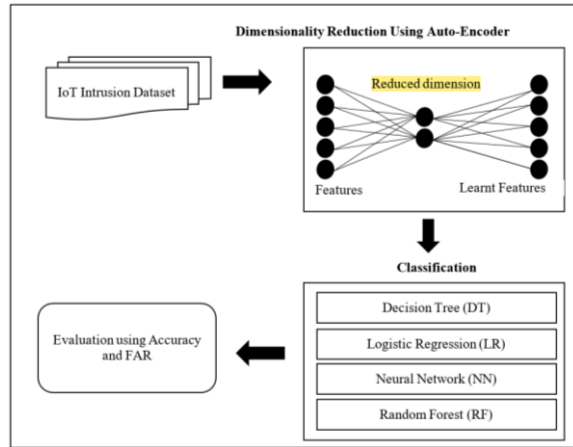 Dimensionality Reduction Using Auto-Encoder
IoT Intrusion Dataset
Reduced dimension
Features
Learnt Features
Classification
Decision Tree (DT)
Logistic Regression (LR)
Neural Network (NN)
Random Forest (RF)
Evaluation using Accuracy
and FAR